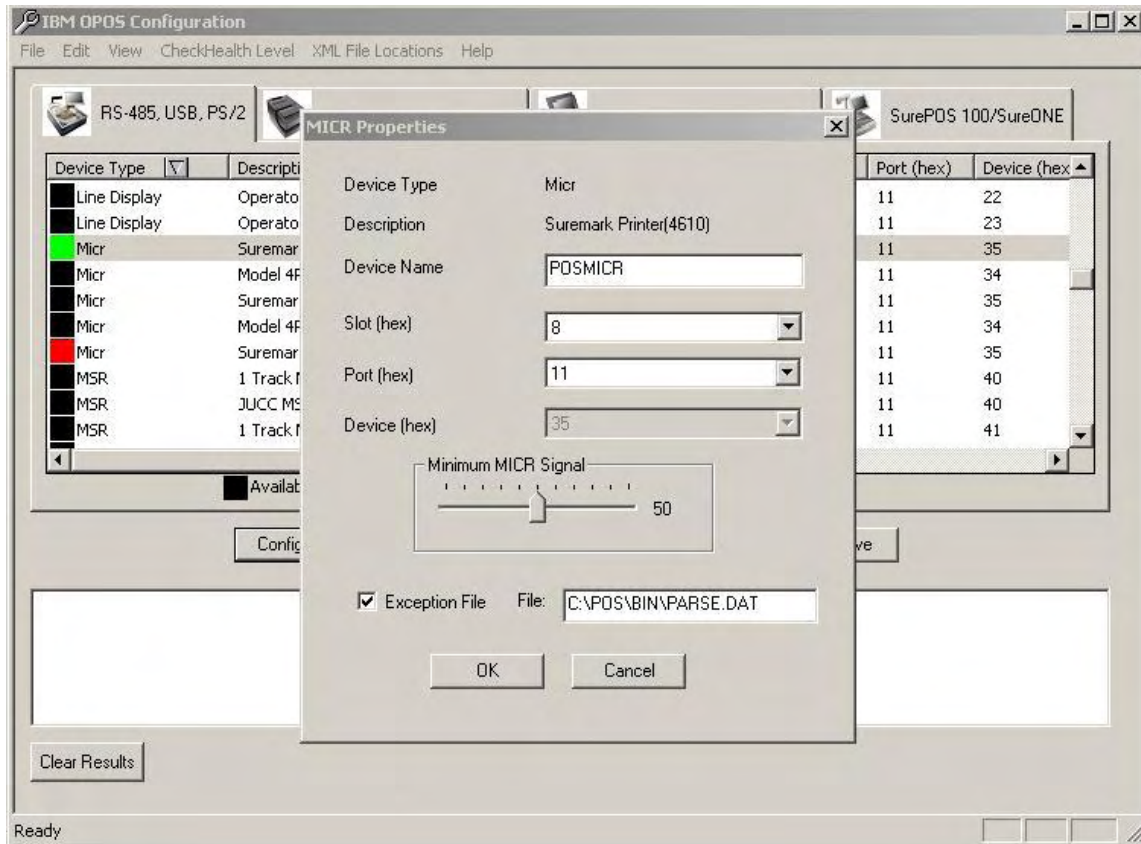 IBM OPOS Configuration
File Edit View CheckHealth Level XML File Locations Help
RS-485, USB, PS/2
SurePOS 100/SureONE
MICR Properties
Device Type Descripti Port (hex) Device (hex
Line Display Operato 11 22
Line Display Operato 11 23
Micr Suremar 11 35
Micr Model 4P 11 34
Micr Suremar 11 35
Micr Model 4P 11 34
Micr Suremar 11 35
MSR 1 Track M 11 40
MSR JUCC MS 11 40
MSR 1 Track M 11 41
Availab
Config
ve
Device Type Micr
Description Suremark Printer(4610)
Device Name POSMICR
Slot (hex) 8
Port (hex) 11
Device (hex) 35
Minimum MICR Signal
50
Exception File File: C:\POS\BIN\PARSE.DAT
OK Cancel
Clear Results
Ready